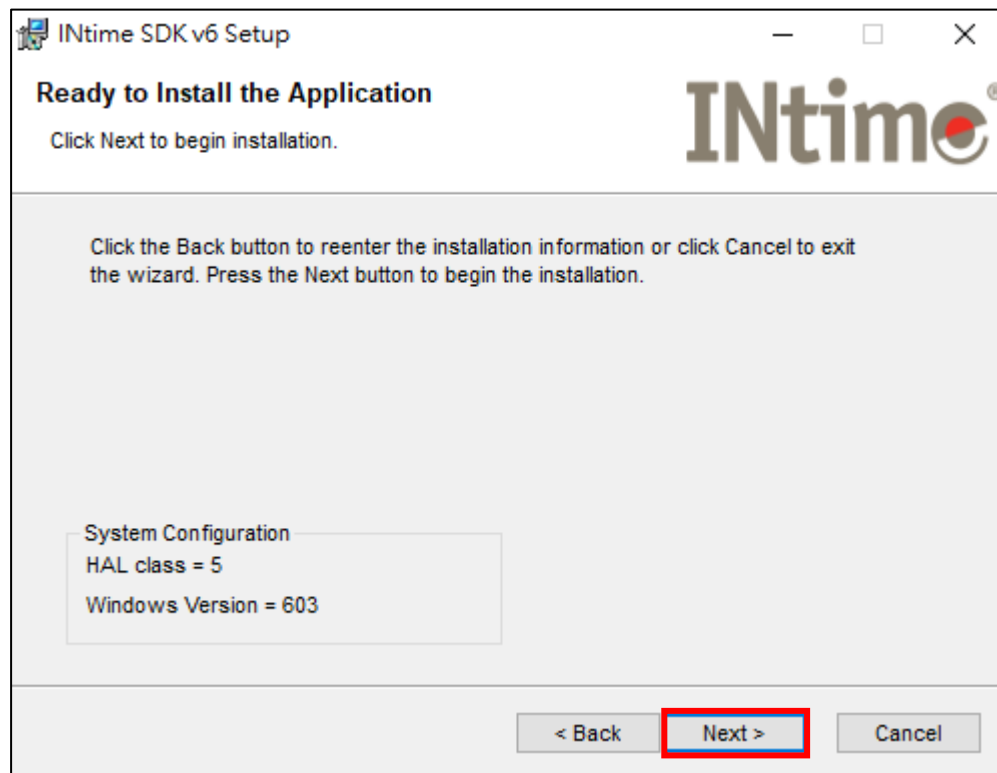 INtime SDK v6 Setup
Ready to Install the Application
Click Next to begin installation.
INtime®
Click the Back button to reenter the installation information or click Cancel to exit
the wizard. Press the Next button to begin the installation.
System Configuration
HAL class = 5
Windows Version = 603
< Back
Next >
Cancel